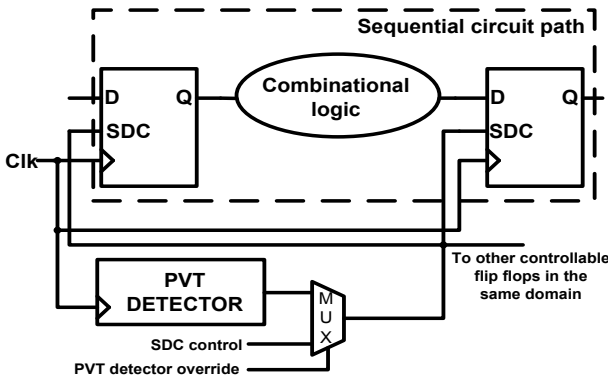 Sequential circuit path
D Q
SDC
Combinational
logic
D Q
SDC
Clk
PVT
DETECTOR
MUX
To other controllable
flip flops in the
same domain
SDC control
PVT detector override